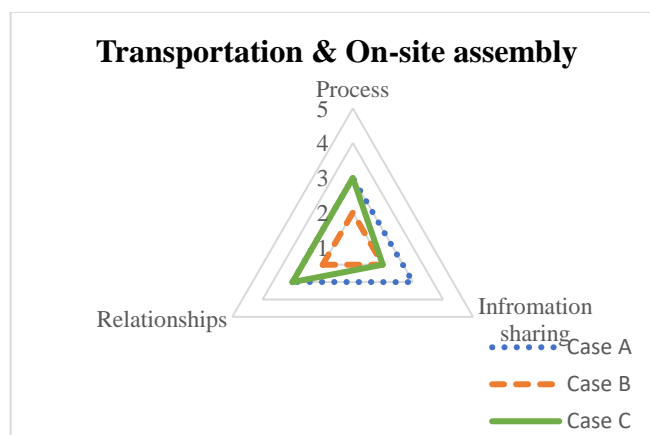 Transportation & On-site assembly
Process
5
4
3
2
1
Relationships
Infromation
sharing
Case A
Case B
Case C